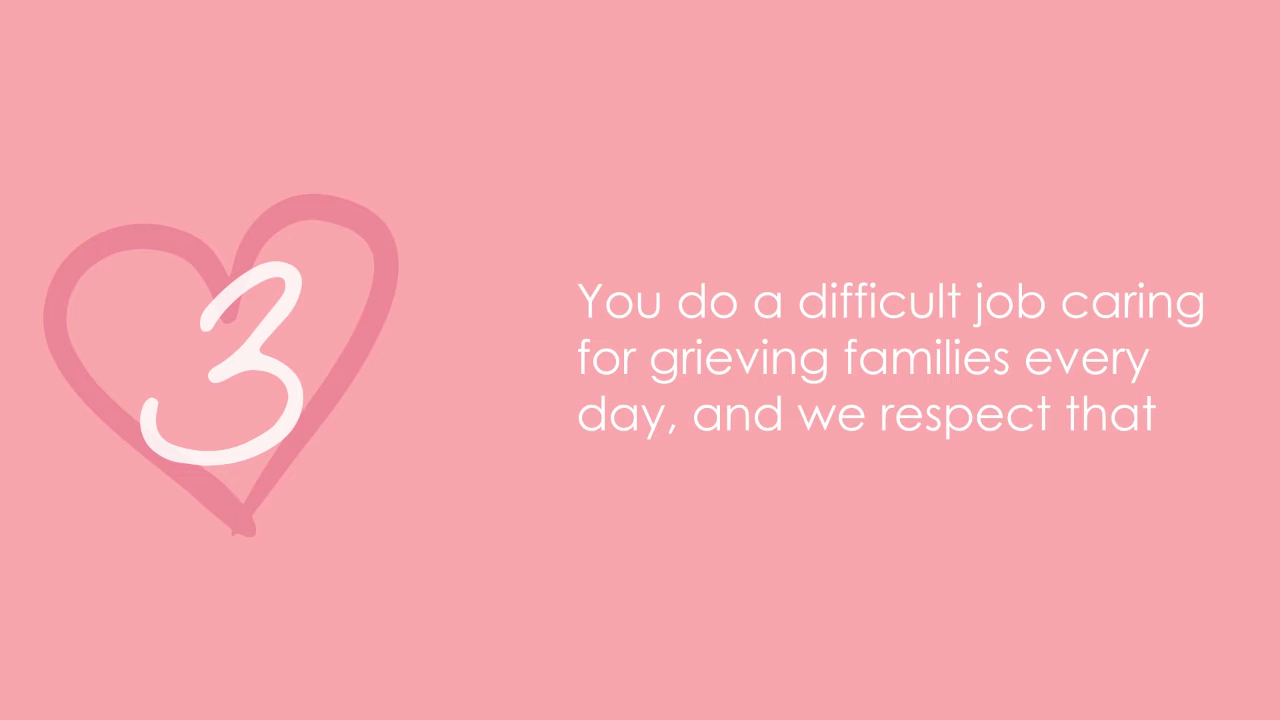 3
You do a difficult job caring
for grieving families every
day, and we respect that